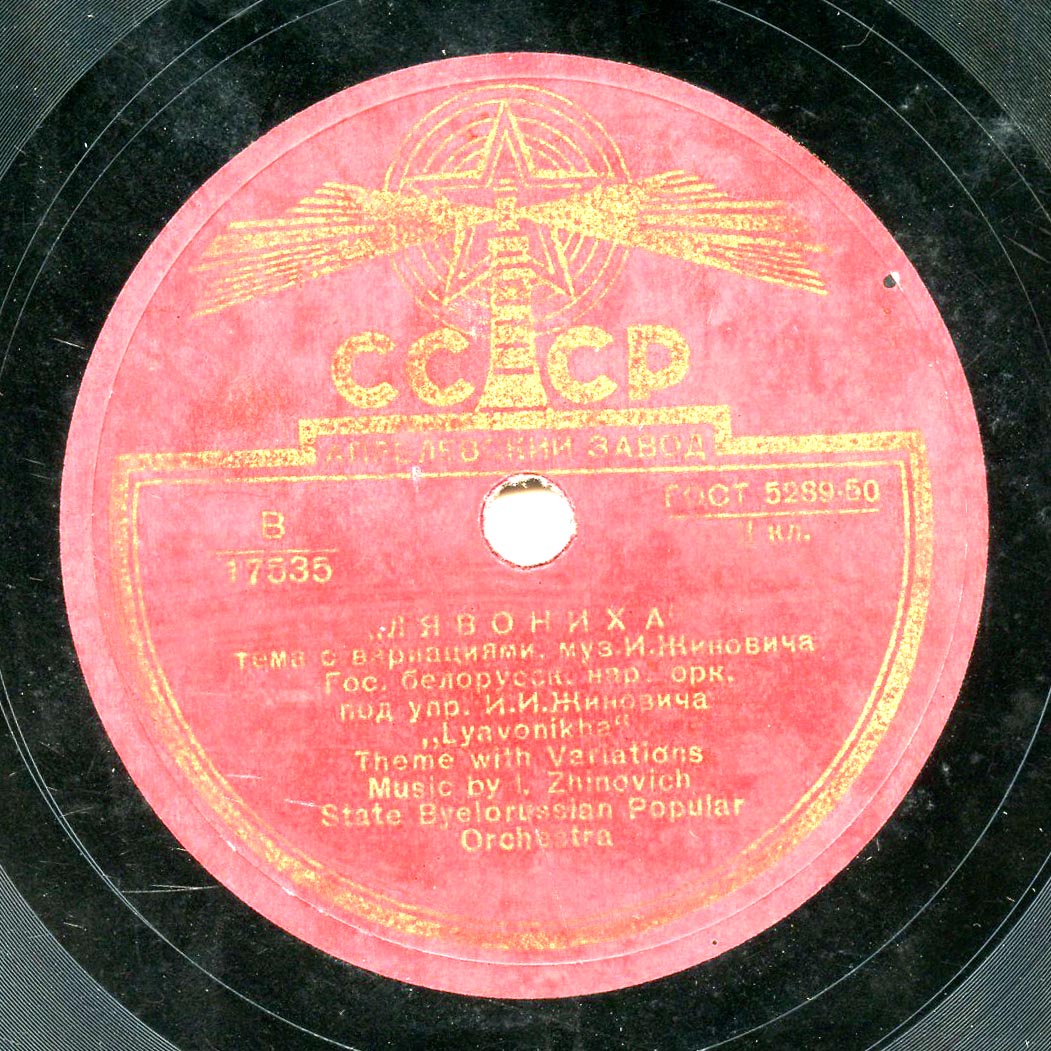 СССР
АПРЕЛЕВСКИЙ ЗАВОД
ГОСТ 5289-50
I кл.
В
17535
„ЛЯВОНИХА“
тема с вариациями, муз. И. Жиновича
Гос. белорусск. нар. орк.
под упр. И.И.Жиновича
„Lyavonikha“
Theme with Variations
Music by I. Zhinovich
State Byelorussian Popular
Orchestra